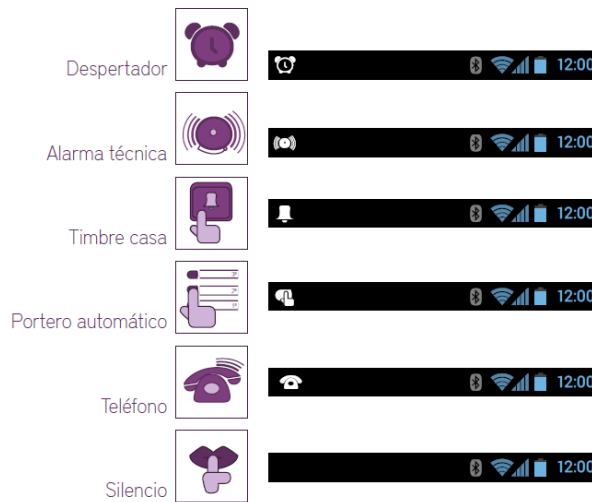 Despertador
12:00
Alarma técnica
12:00
Timbre casa
12:00
Portero automático
12:00
Teléfono
12:00
Silencio
12:00